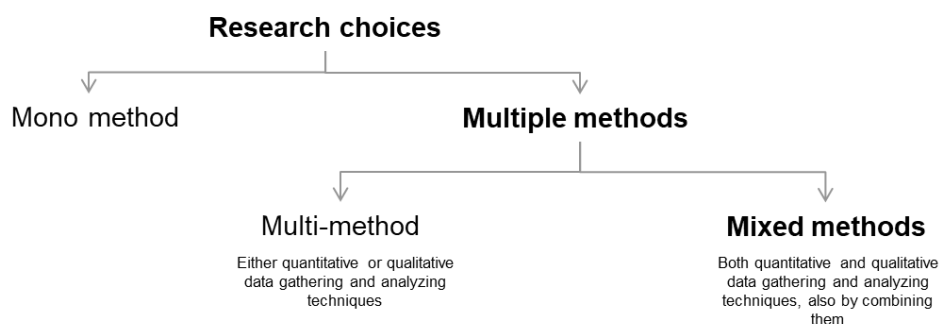 Research choices
Mono method
Multiple methods
Multi-method
Either quantitative or qualitative
data gathering and analyzing
techniques
Mixed methods
Both quantitative and qualitative
data gathering and analyzing
techniques, also by combining
them